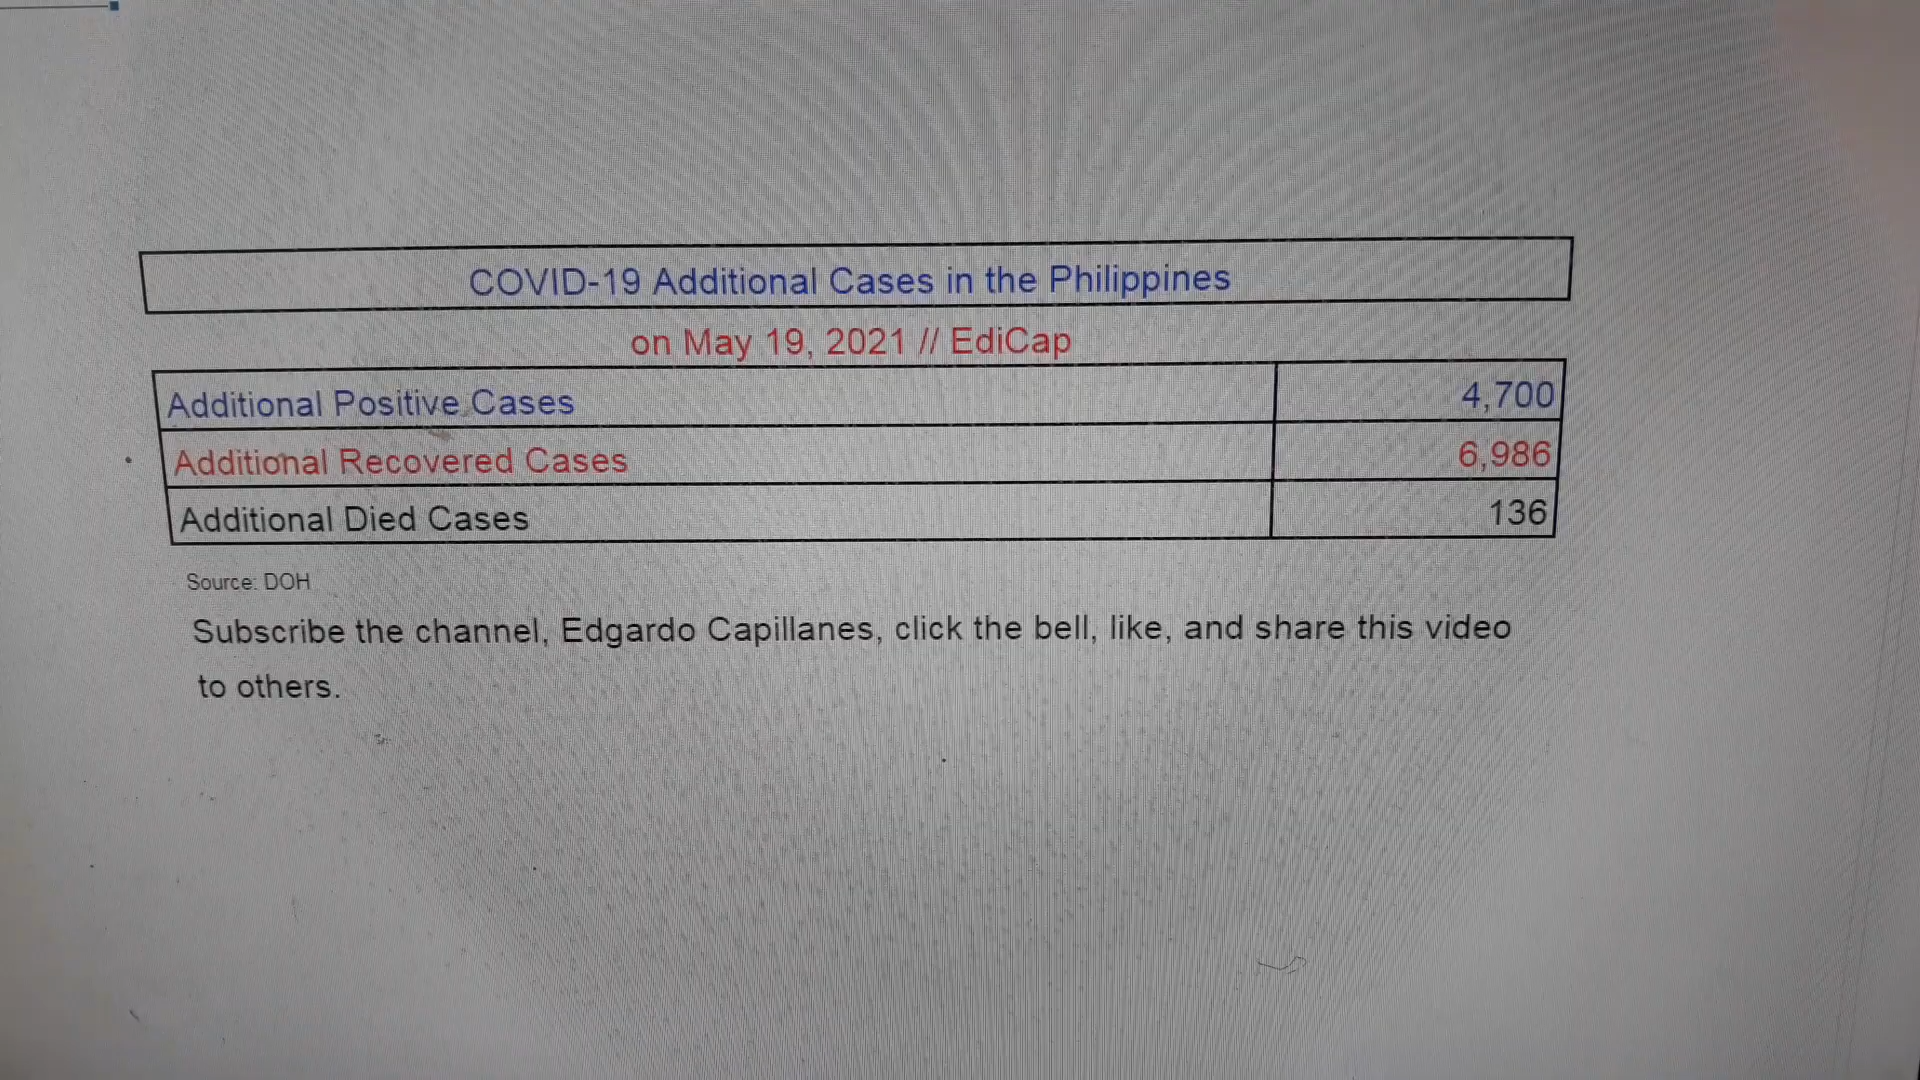 COVID-19 Additional Cases in the Philippines
on May 19, 2021 // EdiCap
Additional Positive Cases 4,700
Additional Recovered Cases 6,986
Additional Died Cases 136
Source: DOH
Subscribe the channel, Edgardo Capillanes, click the bell, like, and share this video
to others.